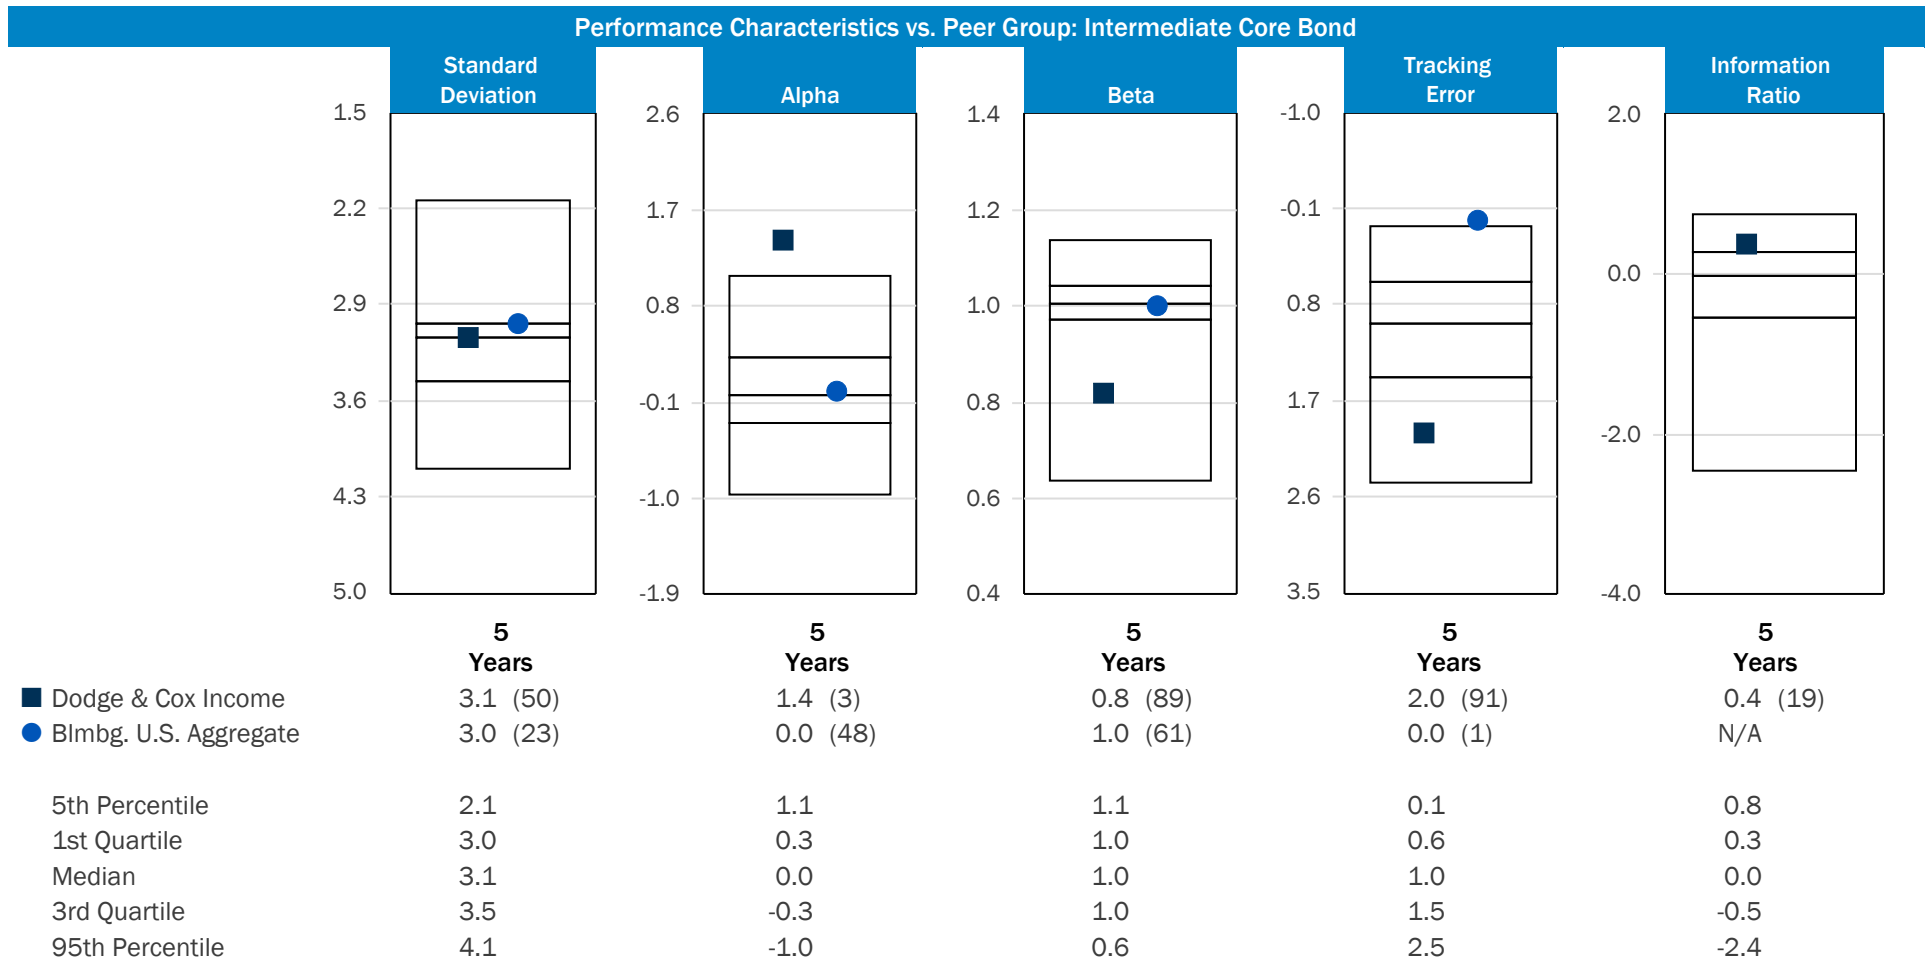 Performance Characteristics vs. Peer Group: Intermediate Core Bond
Standard
Deviation
1.5
2.2
2.9
3.6
4.3
5.0
Alpha
2.6
1.7
0.8
-0.1
-1.0
-1.9
Beta
1.4
1.2
1.0
0.8
0.6
0.4
Tracking
Error
-1.0
-0.1
0.8
1.7
2.6
3.5
Information
Ratio
2.0
0.0
-2.0
-4.0
5 5 5 5 5
Years Years Years Years Years
Dodge & Cox Income 3.1 (50) 1.4 (3) 0.8 (89) 2.0 (91) 0.4 (19)
Blmbg. U.S. Aggregate 3.0 (23) 0.0 (48) 1.0 (61) 0.0 (1) N/A
5th Percentile 2.1 1.1 1.1 0.1 0.8
1st Quartile 3.0 0.3 1.0 0.6 0.3
Median 3.1 0.0 1.0 1.0 0.0
3rd Quartile 3.5 -0.3 1.0 1.5 -0.5
95th Percentile 4.1 -1.0 0.6 2.5 -2.4